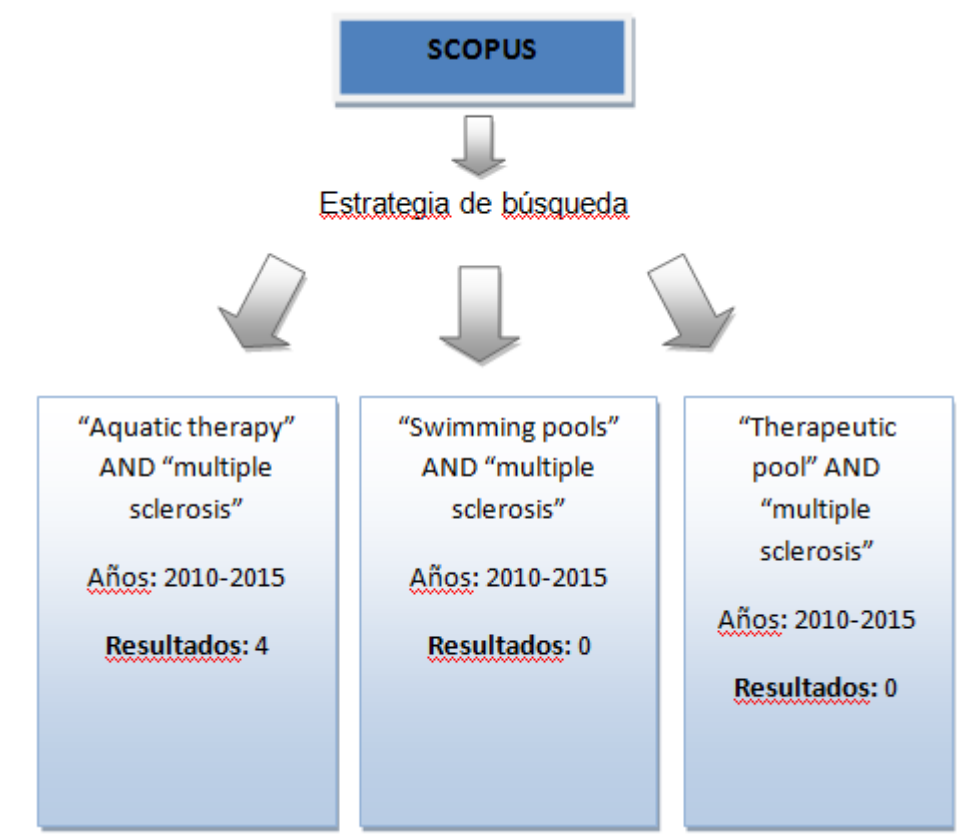 SCOPUS
Estrategia de búsqueda
“Aquatic therapy”
AND “multiple
sclerosis”
Años: 2010-2015
Resultados: 4
“Swimming pools”
AND “multiple
sclerosis”
Años: 2010-2015
Resultados: 0
“Therapeutic
pool” AND
“multiple
sclerosis”
Años: 2010-2015
Resultados: 0